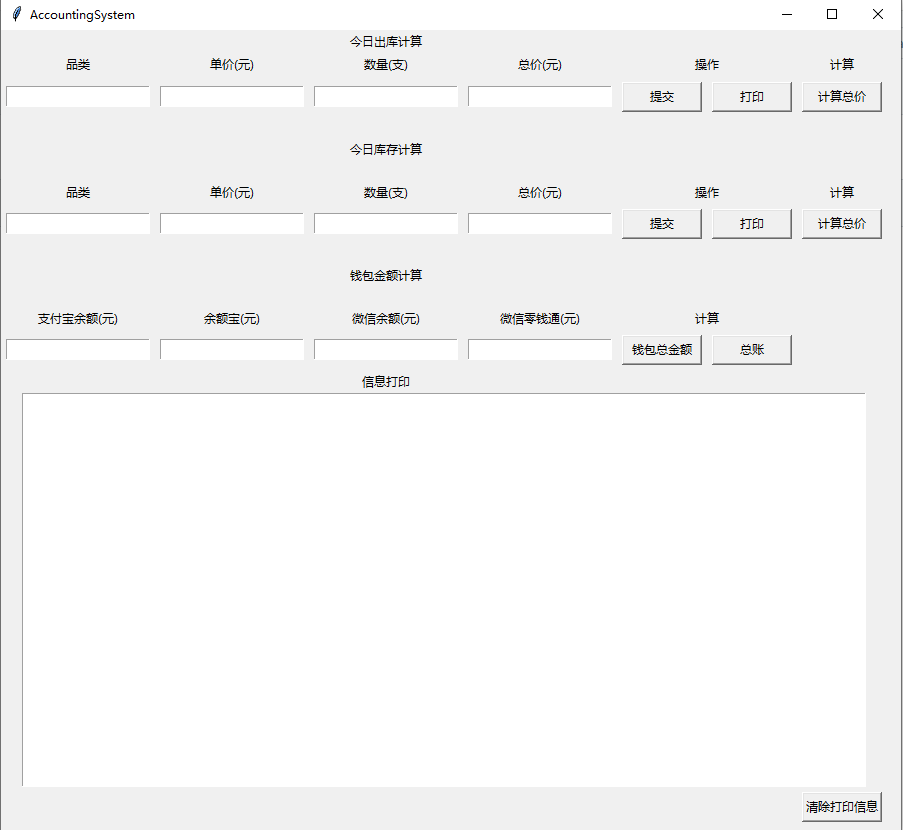 AccountingSystem
今日出库计算
品类 单价(元) 数量(支) 总价(元) 操作 计算
提交 打印 计算总价
今日库存计算
品类 单价(元) 数量(支) 总价(元) 操作 计算
提交 打印 计算总价
钱包金额计算
支付宝余额(元) 余额宝(元) 微信余额(元) 微信零钱通(元) 计算
钱包总金额 总账
信息打印
清除打印信息